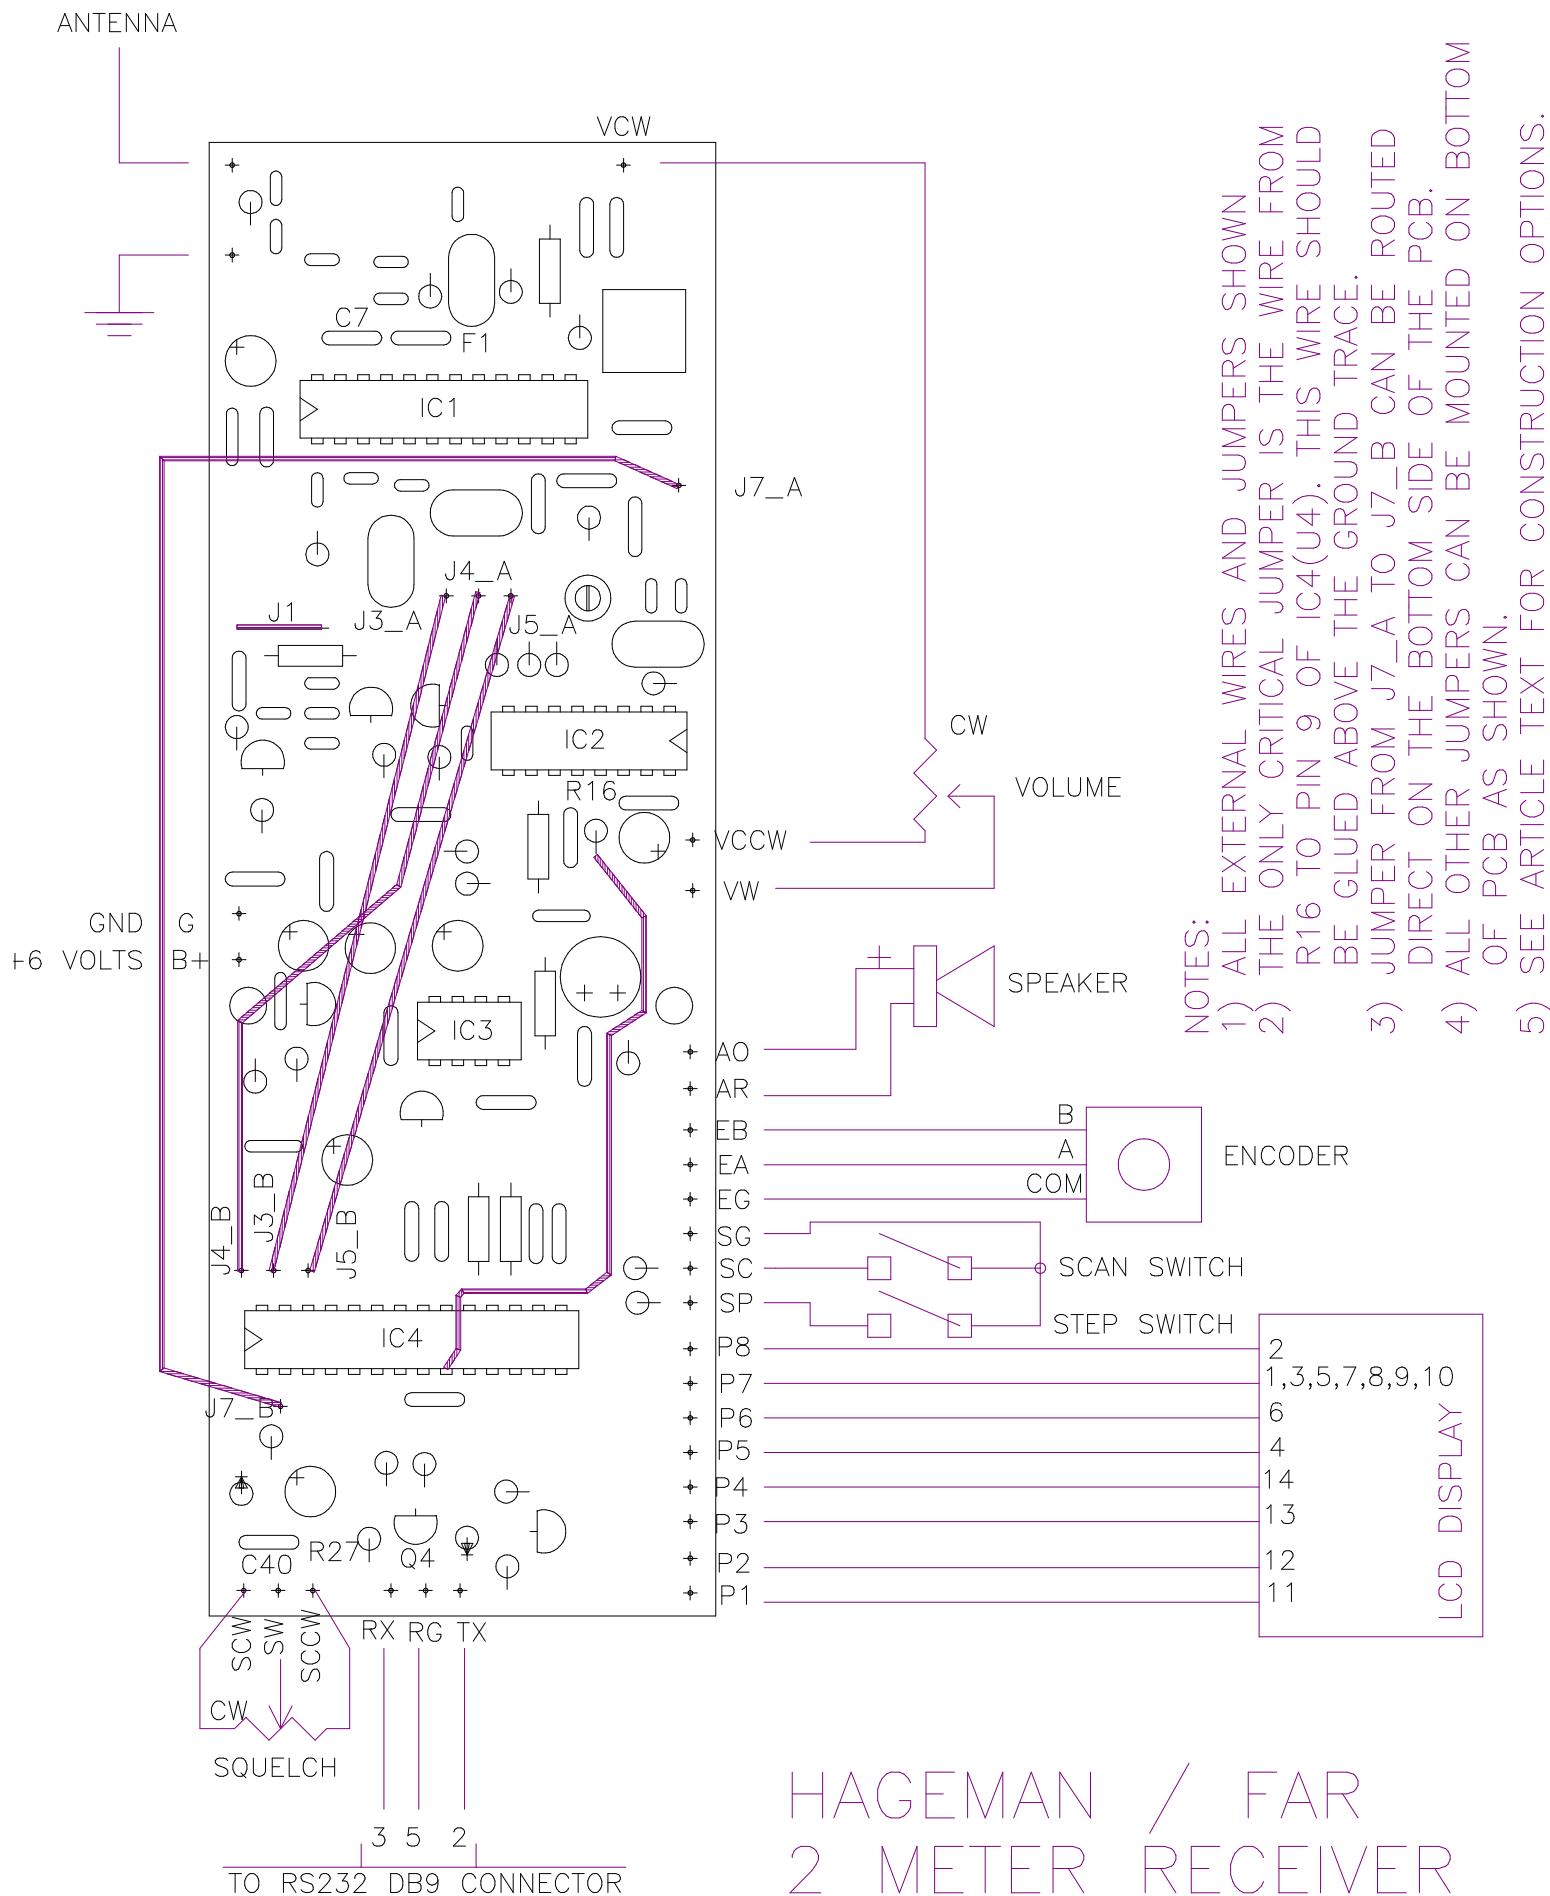 ANTENNA
VCW
C7
F1
IC1
J7_A
J4_A
J1
J3_A
J5_A
IC2
CW
R16
VOLUME
VCCW
VW
GND G
+6 VOLTS B+
+
SPEAKER
IC3
AO
AR
EB
B
EA
A
ENCODER
EG
COM
J4_B
J3_B
J5_B
SG
SC
SCAN SWITCH
SP
STEP SWITCH
IC4
P8
2
P7
1,3,5,7,8,9,10
J7_B
P6
6
P5
4
P4
14
P3
13
P2
12
P1
11
LCD DISPLAY
C40
R27
Q4
SCW
SW
SCCW
RX RG TX
CW
SQUELCH
3 5 2
TO RS232 DB9 CONNECTOR
NOTES:
1) ALL EXTERNAL WIRES AND JUMPERS SHOWN
2) THE ONLY CRITICAL JUMPER IS THE WIRE FROM
R16 TO PIN 9 OF IC4(U4). THIS WIRE SHOULD
BE GLUED ABOVE THE GROUND TRACE.
3) JUMPER FROM J7_A TO J7_B CAN BE ROUTED
DIRECT ON THE BOTTOM SIDE OF THE PCB.
4) ALL OTHER JUMPERS CAN BE MOUNTED ON BOTTOM
OF PCB AS SHOWN.
5) SEE ARTICLE TEXT FOR CONSTRUCTION OPTIONS.
HAGEMAN / FAR
2 METER RECEIVER